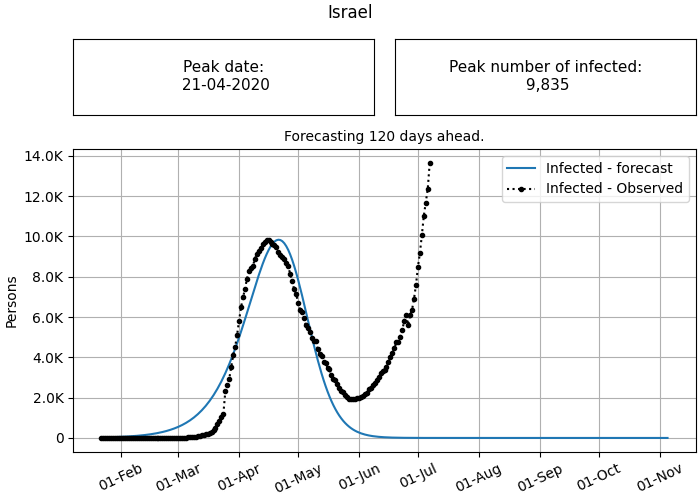 Israel
Peak date:
21-04-2020
Peak number of infected:
9,835
Forecasting 120 days ahead.
14.0K
12.0K
10.0K
8.0K
6.0K
4.0K
2.0K
0
Persons
Infected - forecast
Infected - Observed
01-Feb
01-Mar
01-Apr
01-May
01-Jun
01-Jul
01-Aug
01-Sep
01-Oct
01-Nov